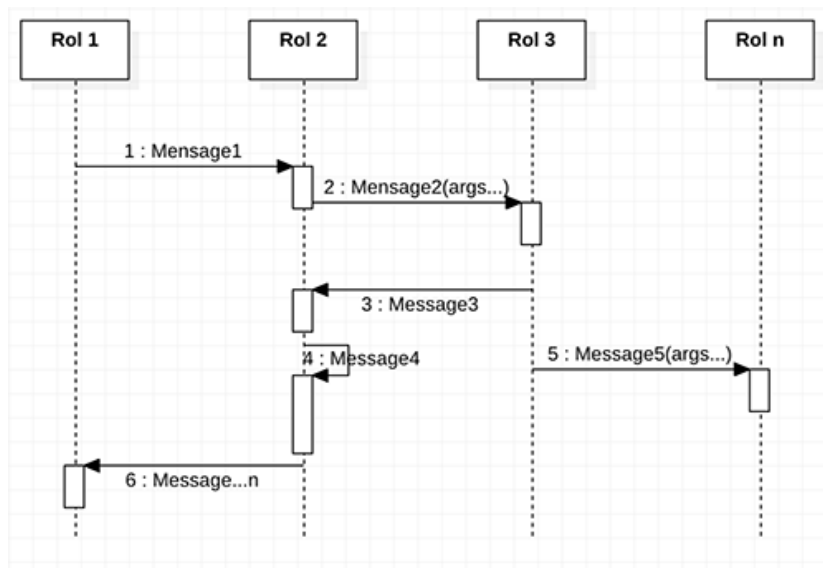 Rol 1
Rol 2
Rol 3
Rol n
1 : Mensage1
2 : Mensage2(args...)
3 : Message3
4 : Message4
5 : Message5(args...)
6 : Message...n